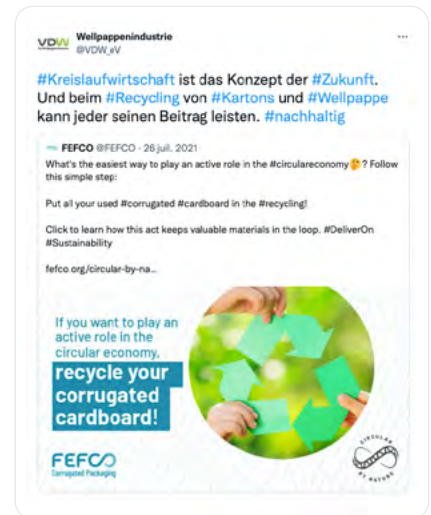 VDW Wellpappenindustrie
@VDW_eV
#Kreislaufwirtschaft ist das Konzept der #Zukunft.
Und beim #Recycling von #Kartons und #Wellpappe
kann jeder seinen Beitrag leisten. #nachhaltig
FEFCO @FEFCO · 26 juil. 2021
What's the easiest way to play an active role in the #circulareconomy🤔? Follow
this simple step:
Put all your used #corrugated #cardboard in the #recycling!
Click to learn how this act keeps valuable materials in the loop. #DeliverOn
#Sustainability
fefco.org/circular-by-na...
If you want to play an
active role in the
circular economy,
recycle your
corrugated
cardboard!
FEFCO
Corrugated Packaging
CIRCULAR
BY NATURE